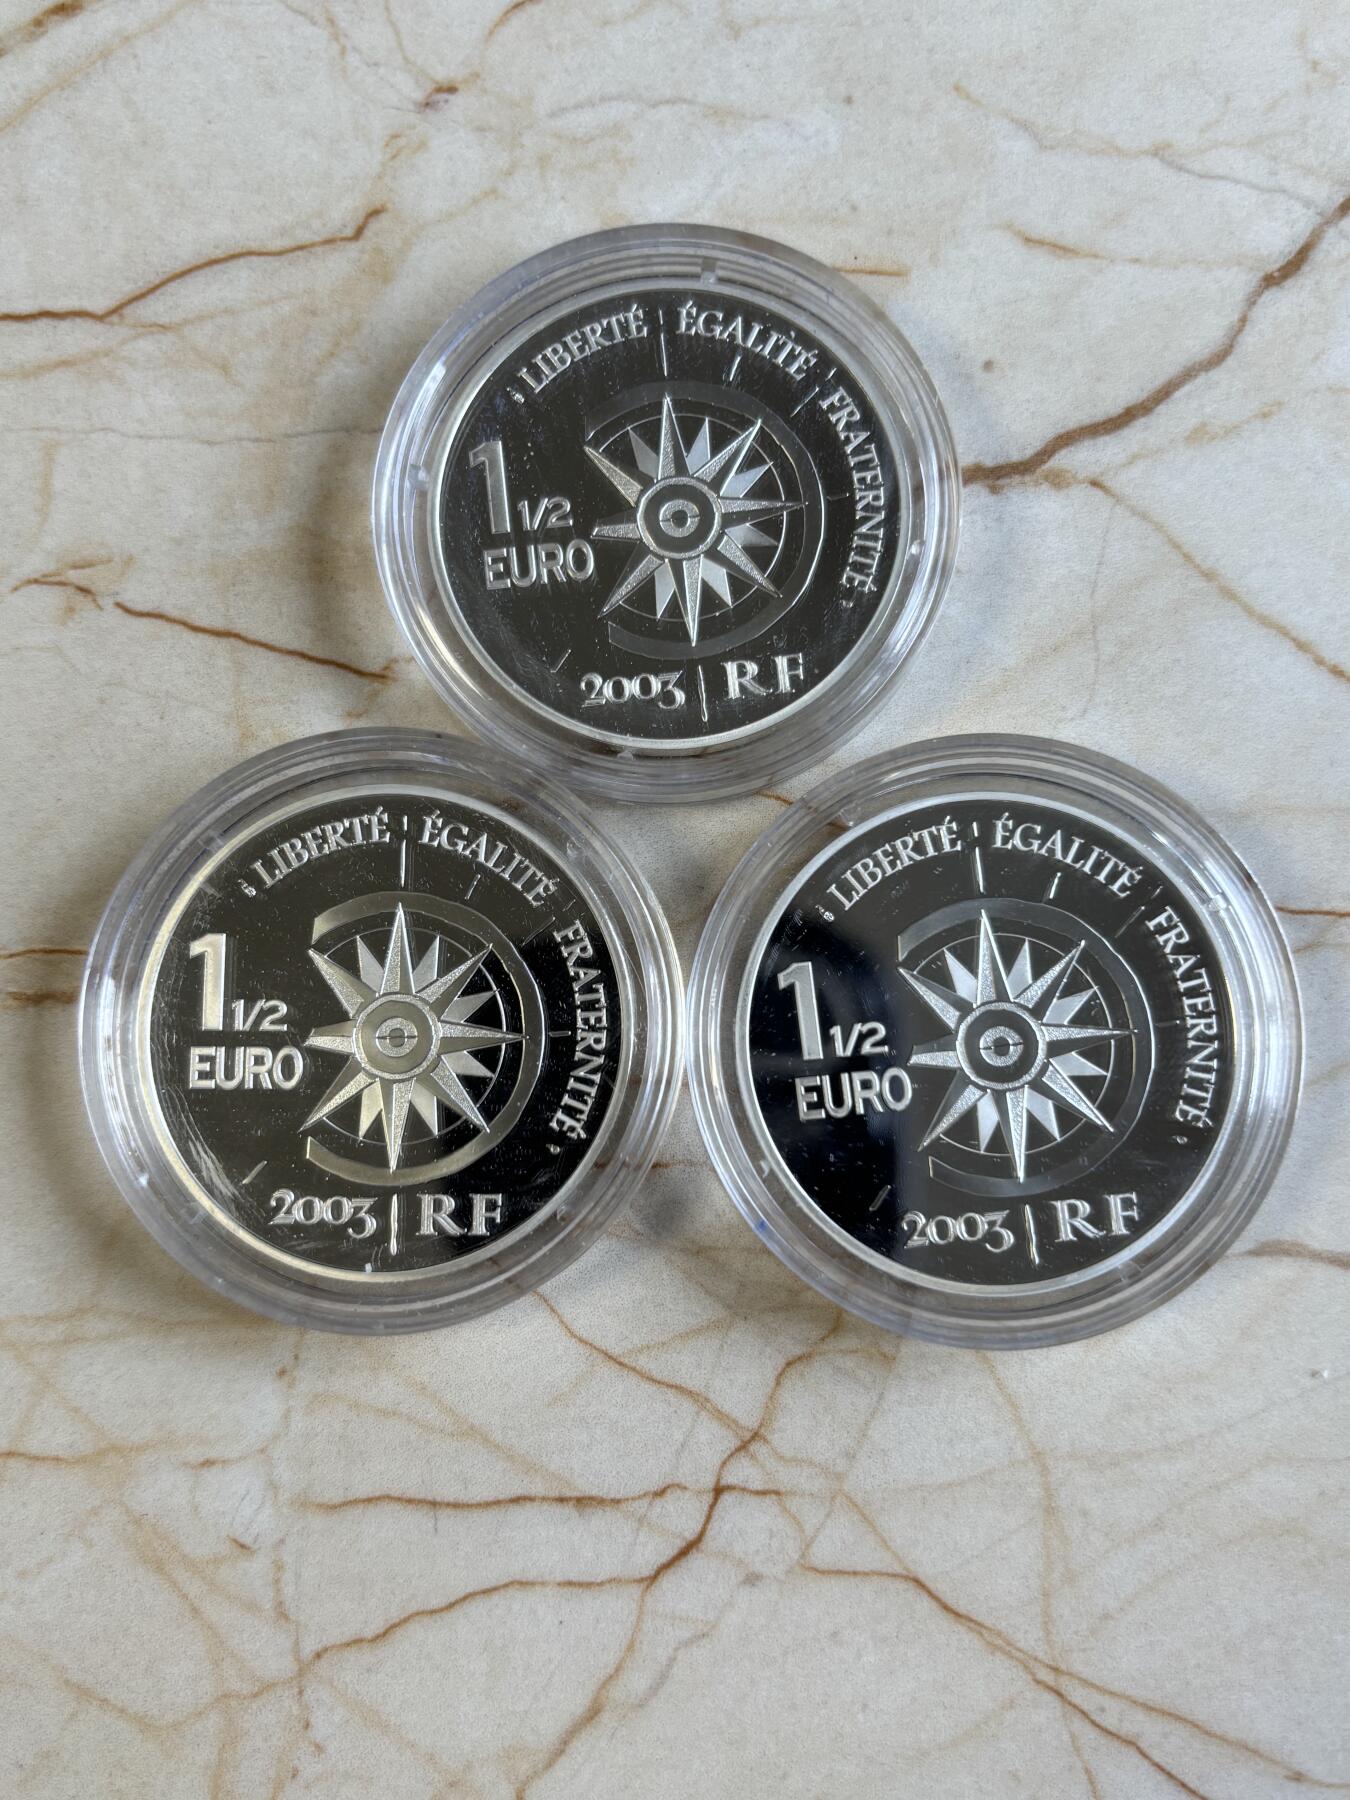 LIBERTÉ ÉGALITÉ FRATERNITÉ
1 1/2
EURO
2003 RF
LIBERTÉ ÉGALITÉ FRATERNITÉ
1 1/2
EURO
2003 RF
LIBERTÉ ÉGALITÉ FRATERNITÉ
1 1/2
EURO
2003 RF